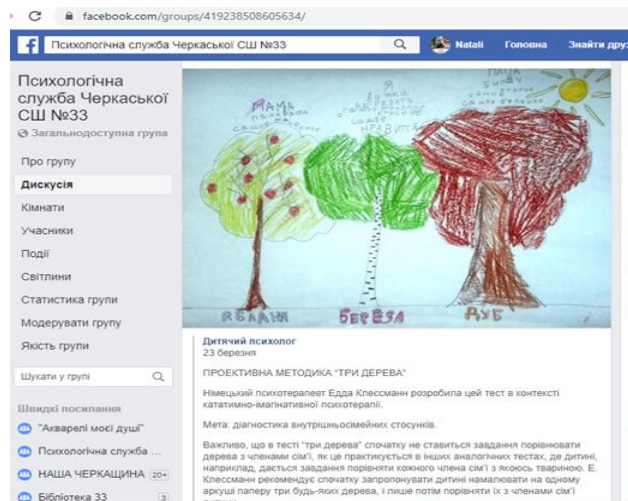 facebook.com/groups/419238508605634/
Психологічна служба Черкаської СШ №33
Natali
Головна
Знайти друз
Психологічна
служба Черкаської
СШ №33
Загальнодоступна група
Про групу
Дискусія
Кімнати
Учасники
Події
Світлини
Статистика групи
Модерувати групу
Якість групи
Шукати у групі
Швидкі посилання
"Акварелі моєї душі"
Психологічна служба ...
НАША ЧЕРКАЩИНА 20+
Бібліотека 33 3
МАМА
Я
ПАПА
НРАВИТСЯ
ЯБЛАНЯ БЕРЕЗА ДУБ
Дитячий психолог
23 березня
ПРОЕКТИВНА МЕТОДИКА "ТРИ ДЕРЕВА"
Німецький психотерапевт Едда Клессманн розробила цей тест в контексті
кататимно-імагінативної психотерапії.
Мета: діагностика внутрішньосімейних стосунків.
Важливо, що в тесті "три дерева" спочатку не ставиться завдання порівнювати
дерева з членами сім'ї, як це практикується в інших аналогічних тестах, де дитині,
наприклад, дається завдання порівняти кожного члена сім'ї з якоюсь твариною. Е.
Клессманн рекомендує спочатку запропонувати дитині намалювати на одному
аркуші паперу три будь-яких дерева, і лише потім порівняти їх з членами сім'ї